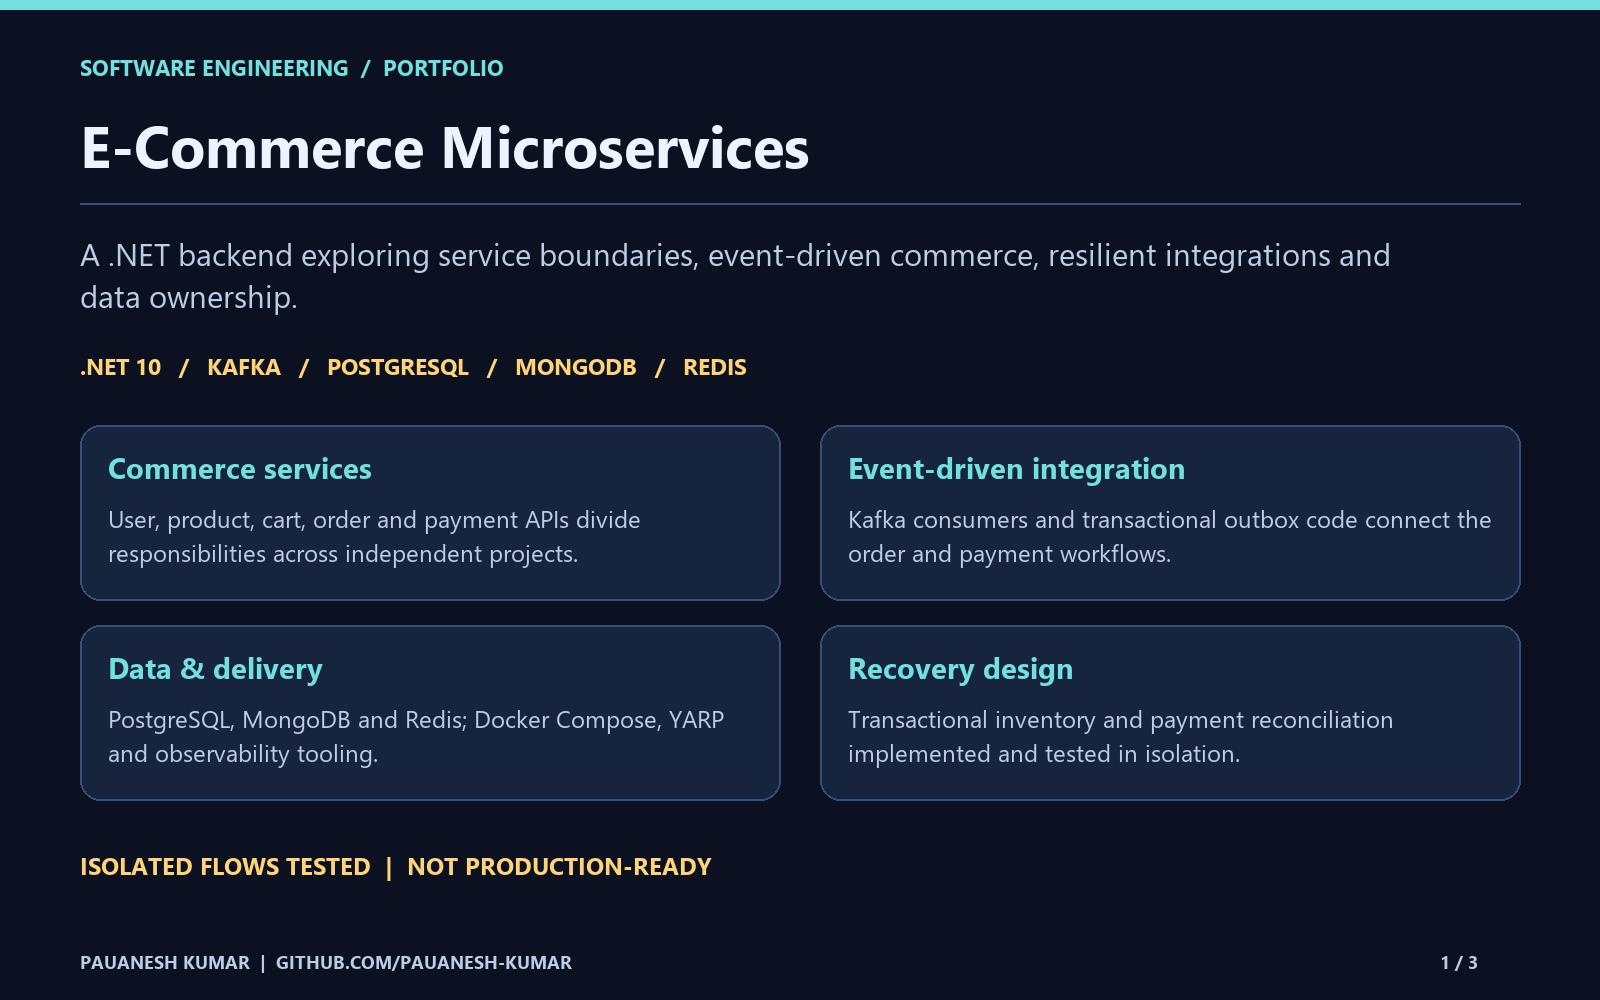 SOFTWARE ENGINEERING / PORTFOLIO
E-Commerce Microservices
A .NET backend exploring service boundaries, event-driven commerce, resilient integrations and
data ownership.
.NET 10 / KAFKA / POSTGRESQL / MONGODB / REDIS
Commerce services
User, product, cart, order and payment APIs divide
responsibilities across independent projects.
Event-driven integration
Kafka consumers and transactional outbox code connect the
order and payment workflows.
Data & delivery
PostgreSQL, MongoDB and Redis; Docker Compose, YARP
and observability tooling.
Recovery design
Transactional inventory and payment reconciliation
implemented and tested in isolation.
ISOLATED FLOWS TESTED | NOT PRODUCTION-READY
PAUANESH KUMAR | GITHUB.COM/PAUANESH-KUMAR
1 / 3